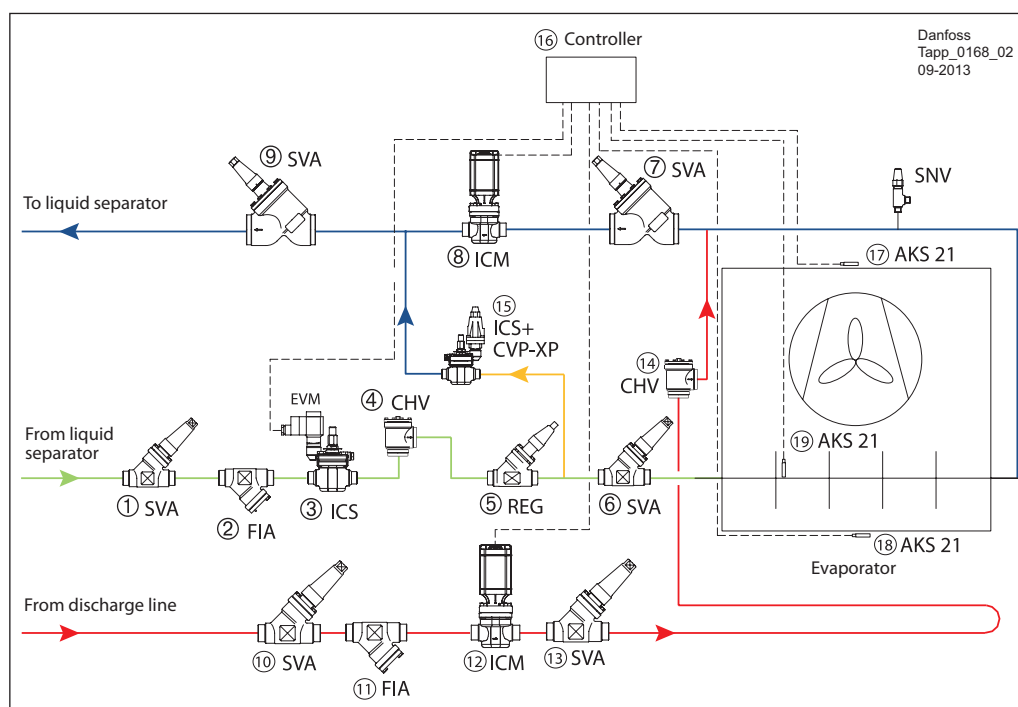 ⑯ Controller
Danfoss
Tapp_0168_02
09-2013
⑨ SVA
⑦ SVA
SNV
To liquid separator
⑧ ICM
⑰ AKS 21
⑮
ICS+
CVP-XP
⑭
CHV
④ CHV
EVM
From liquid
separator
⑲ AKS 21
① SVA
② FIA
③ ICS
⑤ REG
⑥ SVA
⑱ AKS 21
Evaporator
From discharge line
⑩ SVA
⑪ FIA
⑫ ICM
⑬ SVA